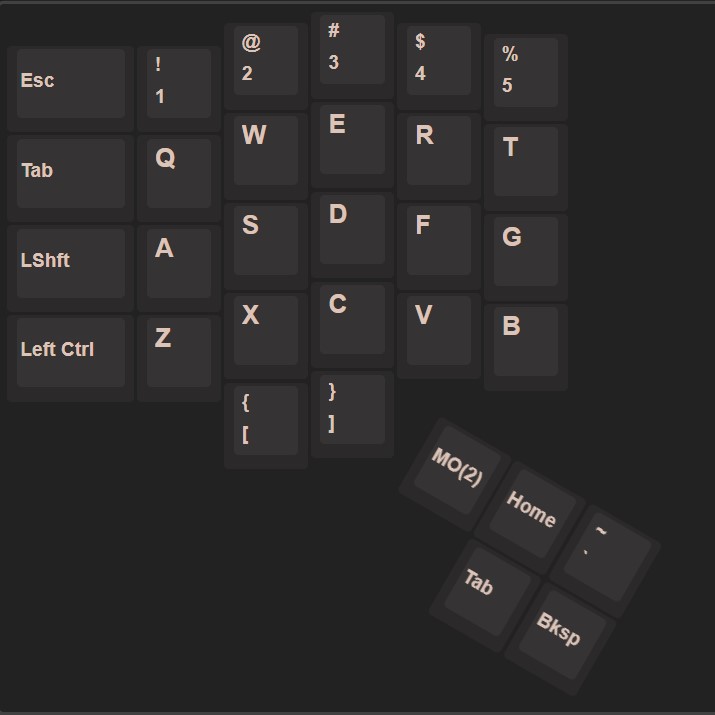 Esc
!
1
@
2
#
3
$
4
%
5
Tab
Q
W
E
R
T
LShft
A
S
D
F
G
Left Ctrl
Z
X
C
V
B
{
[
}
]
MO(2)
Home
~
`
Tab
Bksp